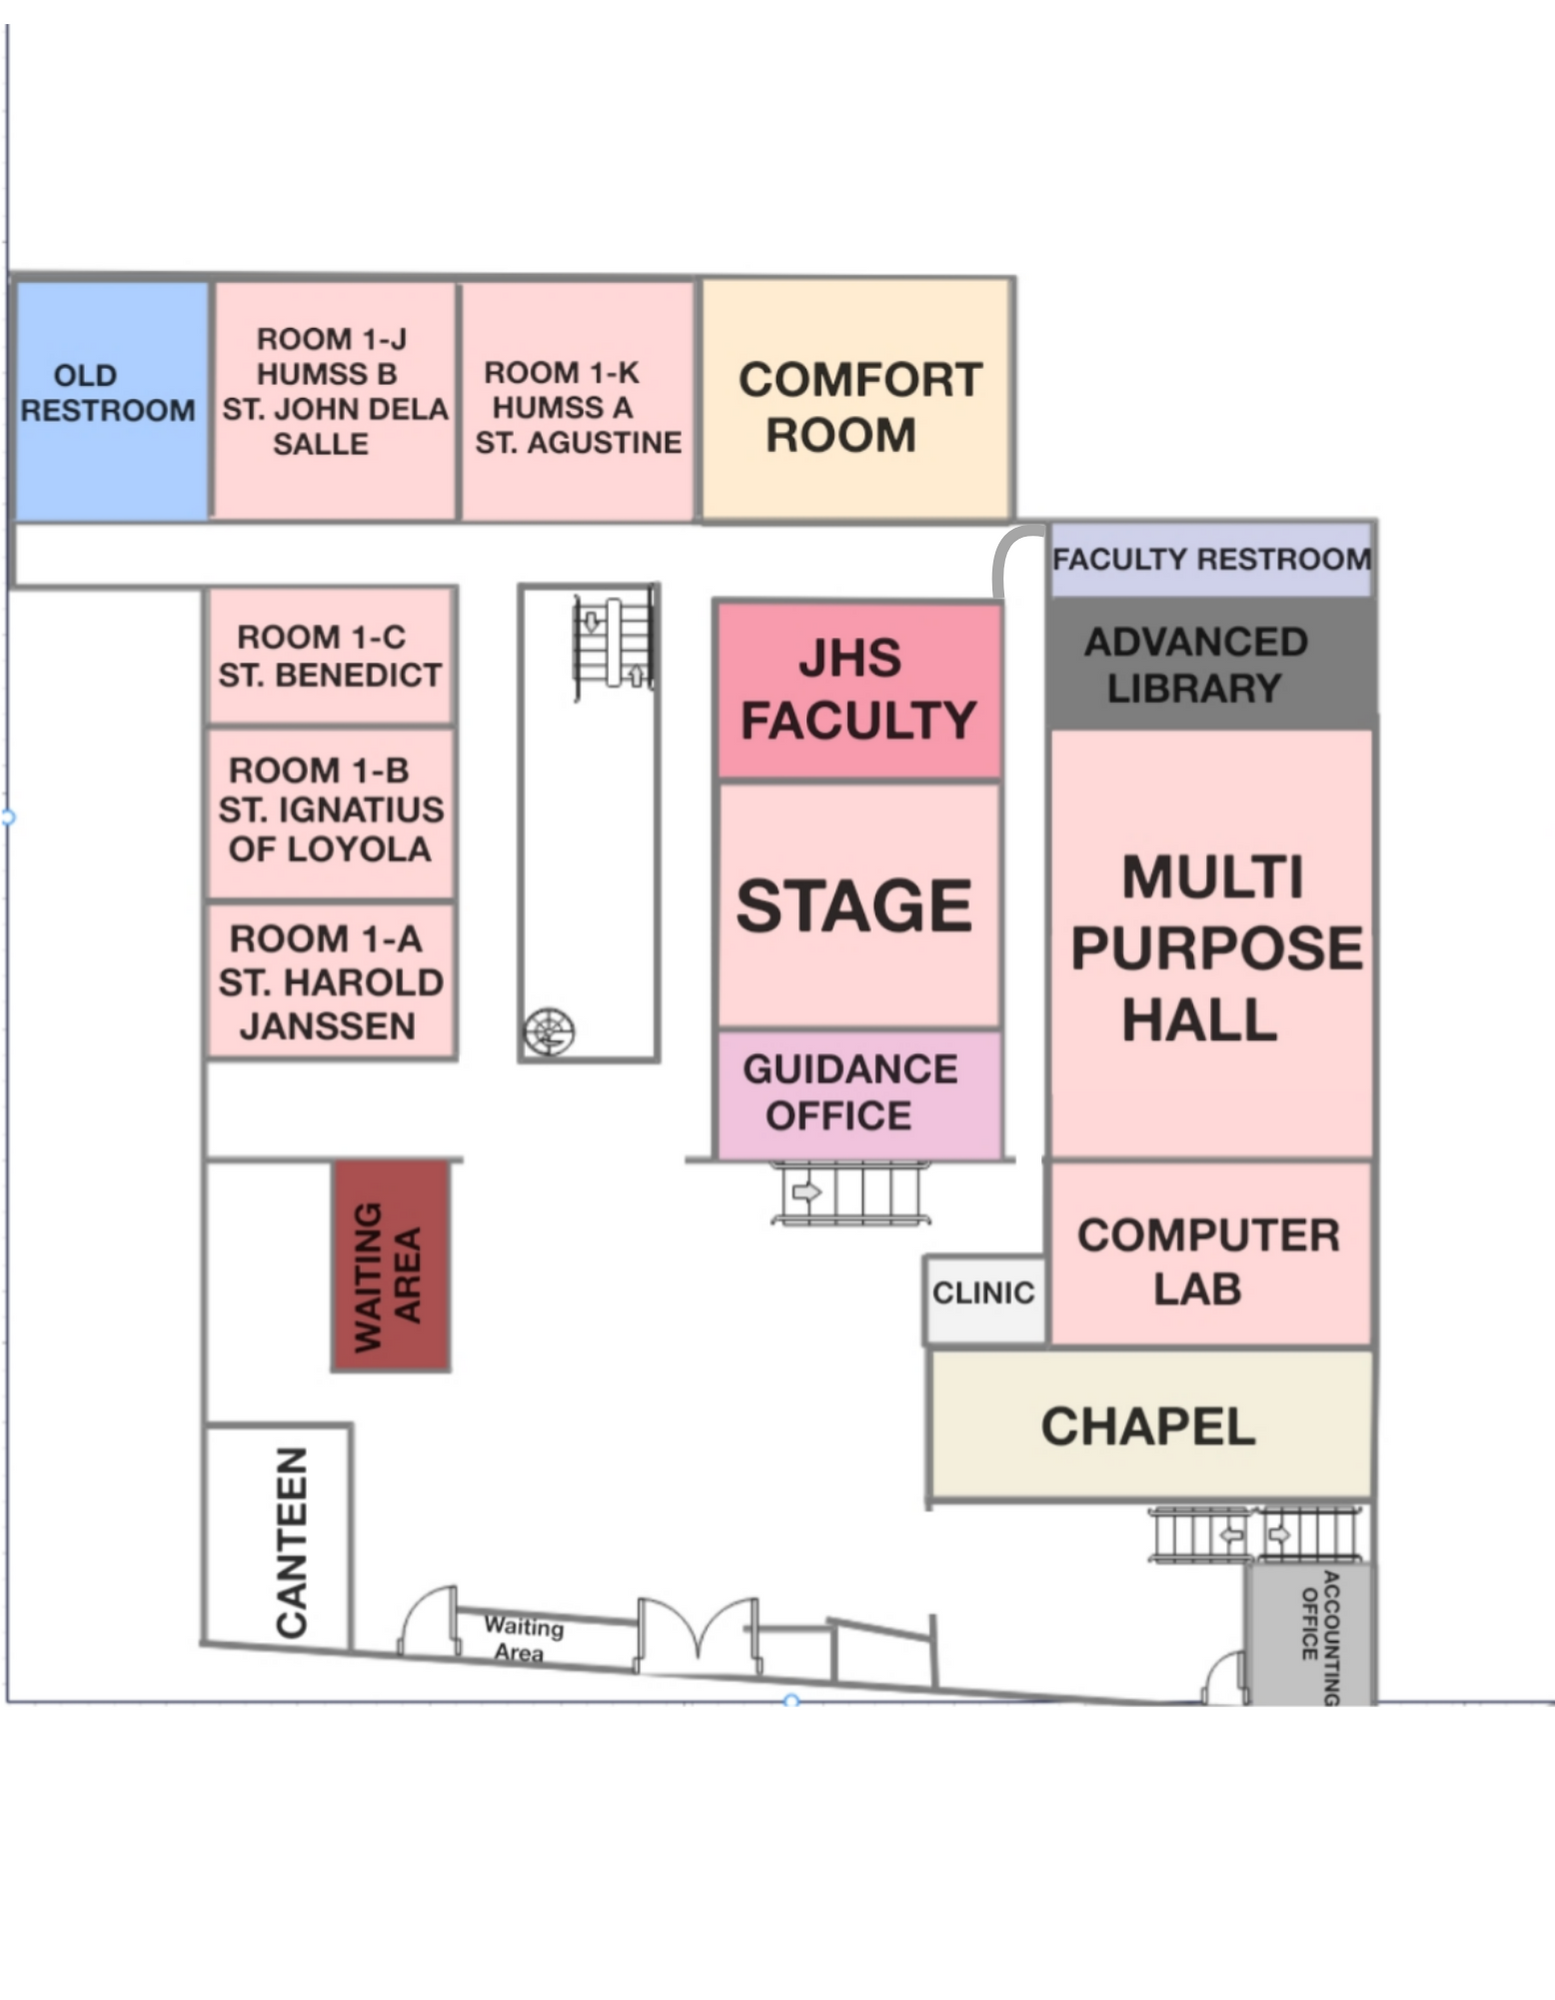 OLD
RESTROOM
ROOM 1-J
HUMSS B
ST. JOHN DELA
SALLE
ROOM 1-K
HUMSS A
ST. AGUSTINE
COMFORT
ROOM
FACULTY RESTROOM
ADVANCED
LIBRARY
ROOM 1-C
ST. BENEDICT
ROOM 1-B
ST. IGNATIUS
OF LOYOLA
ROOM 1-A
ST. HAROLD
JANSSEN
JHS
FACULTY
STAGE
GUIDANCE
OFFICE
MULTI
PURPOSE
HALL
WAITING
AREA
COMPUTER
LAB
CLINIC
CHAPEL
CANTEEN
Waiting
Area
ACCOUNTING
OFFICE